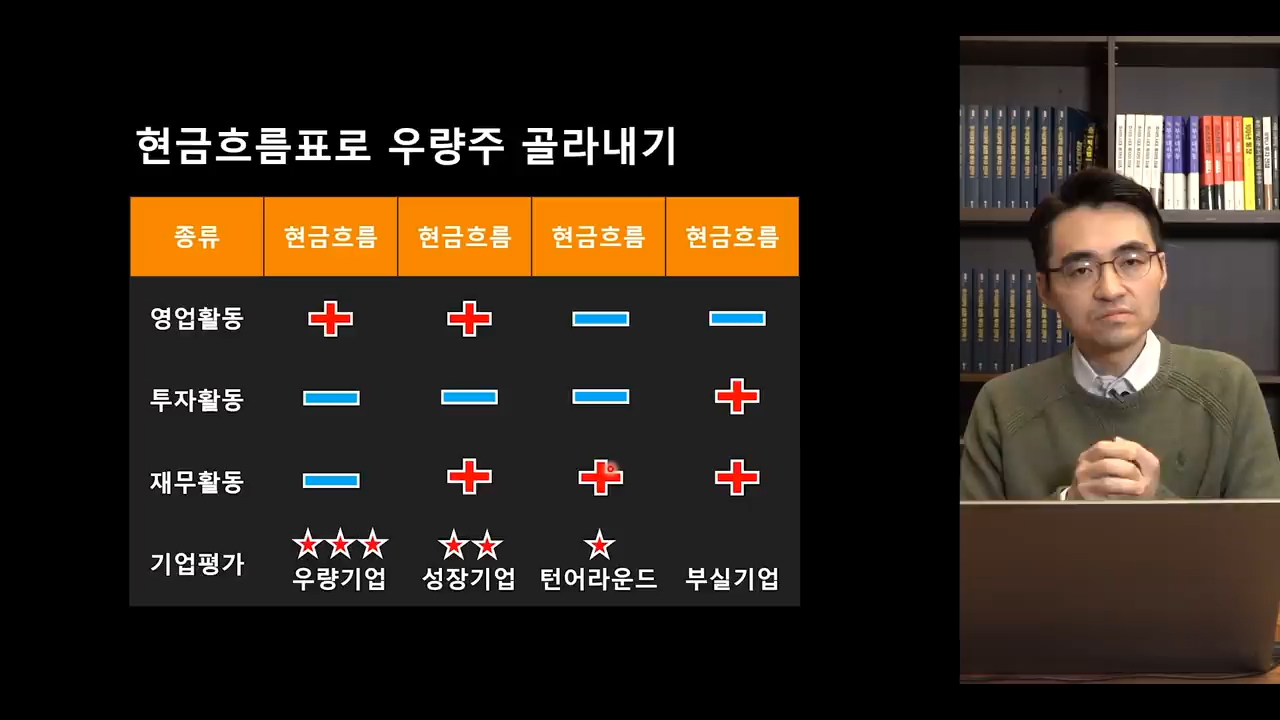 현금흐름표로 우량주 골라내기
종류 현금흐름 현금흐름 현금흐름 현금흐름
영업활동
투자활동
재무활동
기업평가
우량기업 성장기업 턴어라운드 부실기업